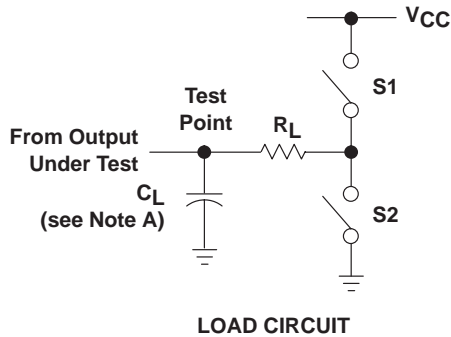 VCC
S1
Test
Point
RL
From Output
Under Test
CL
(see Note A)
S2
LOAD CIRCUIT